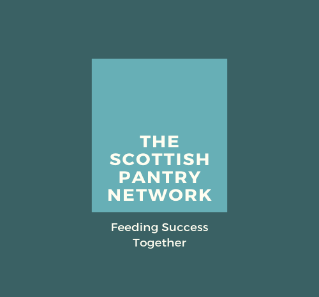 THE
SCOTTISH
PANTRY
NETWORK
Feeding Success
Together